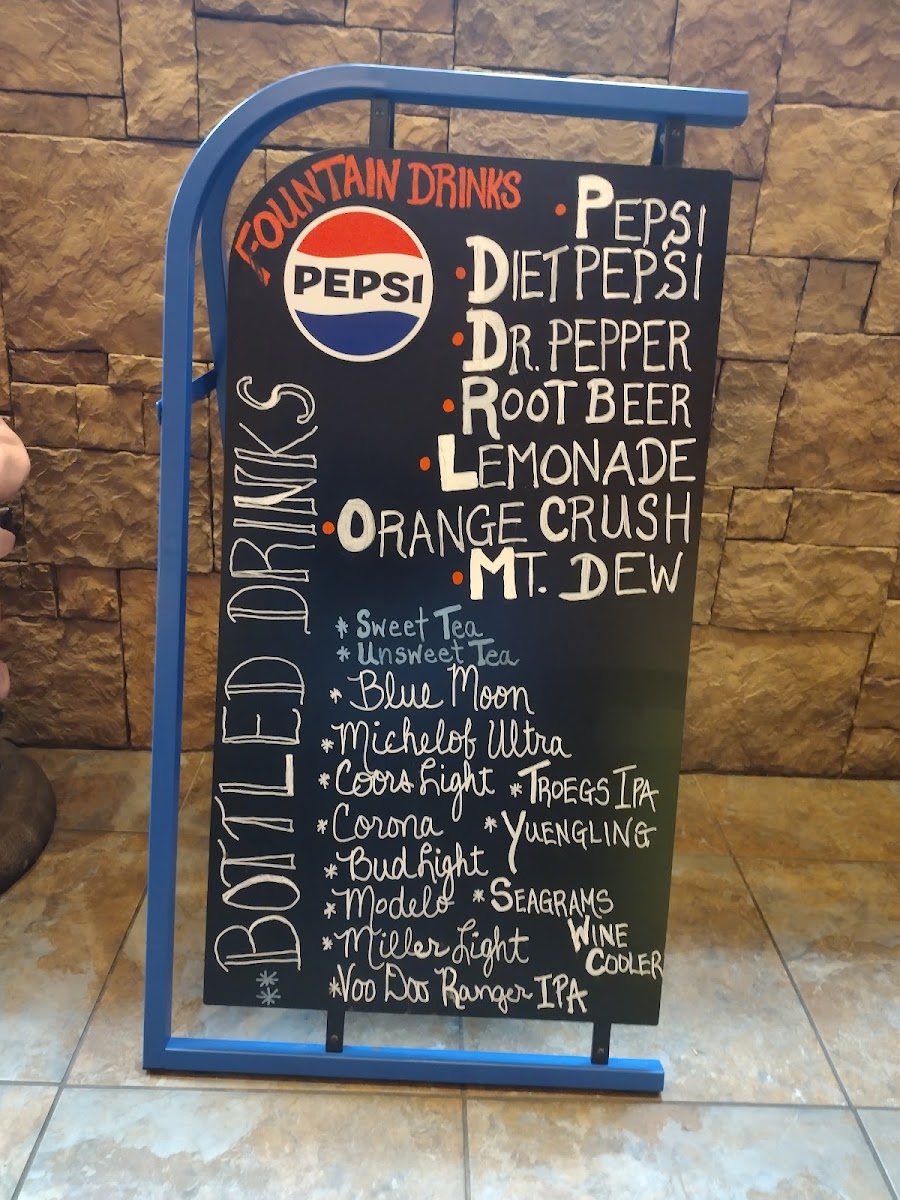 FOUNTAIN DRINKS
PEPSI
• PEPSI
• DIET PEPSI
• DR. PEPPER
• ROOT BEER
• LEMONADE
• ORANGE CRUSH
• MT. DEW
BOTTLED DRINKS
* Sweet Tea
* Unsweet Tea
* Blue Moon
* Michelob Ultra
* Coors Light
* TROEGS IPA
* Corona
* YUENGLING
* Bud Light
* Modelo
* SEAGRAMS
WINE
COOLER
* Miller Light
* Voo Doo Ranger IPA
**